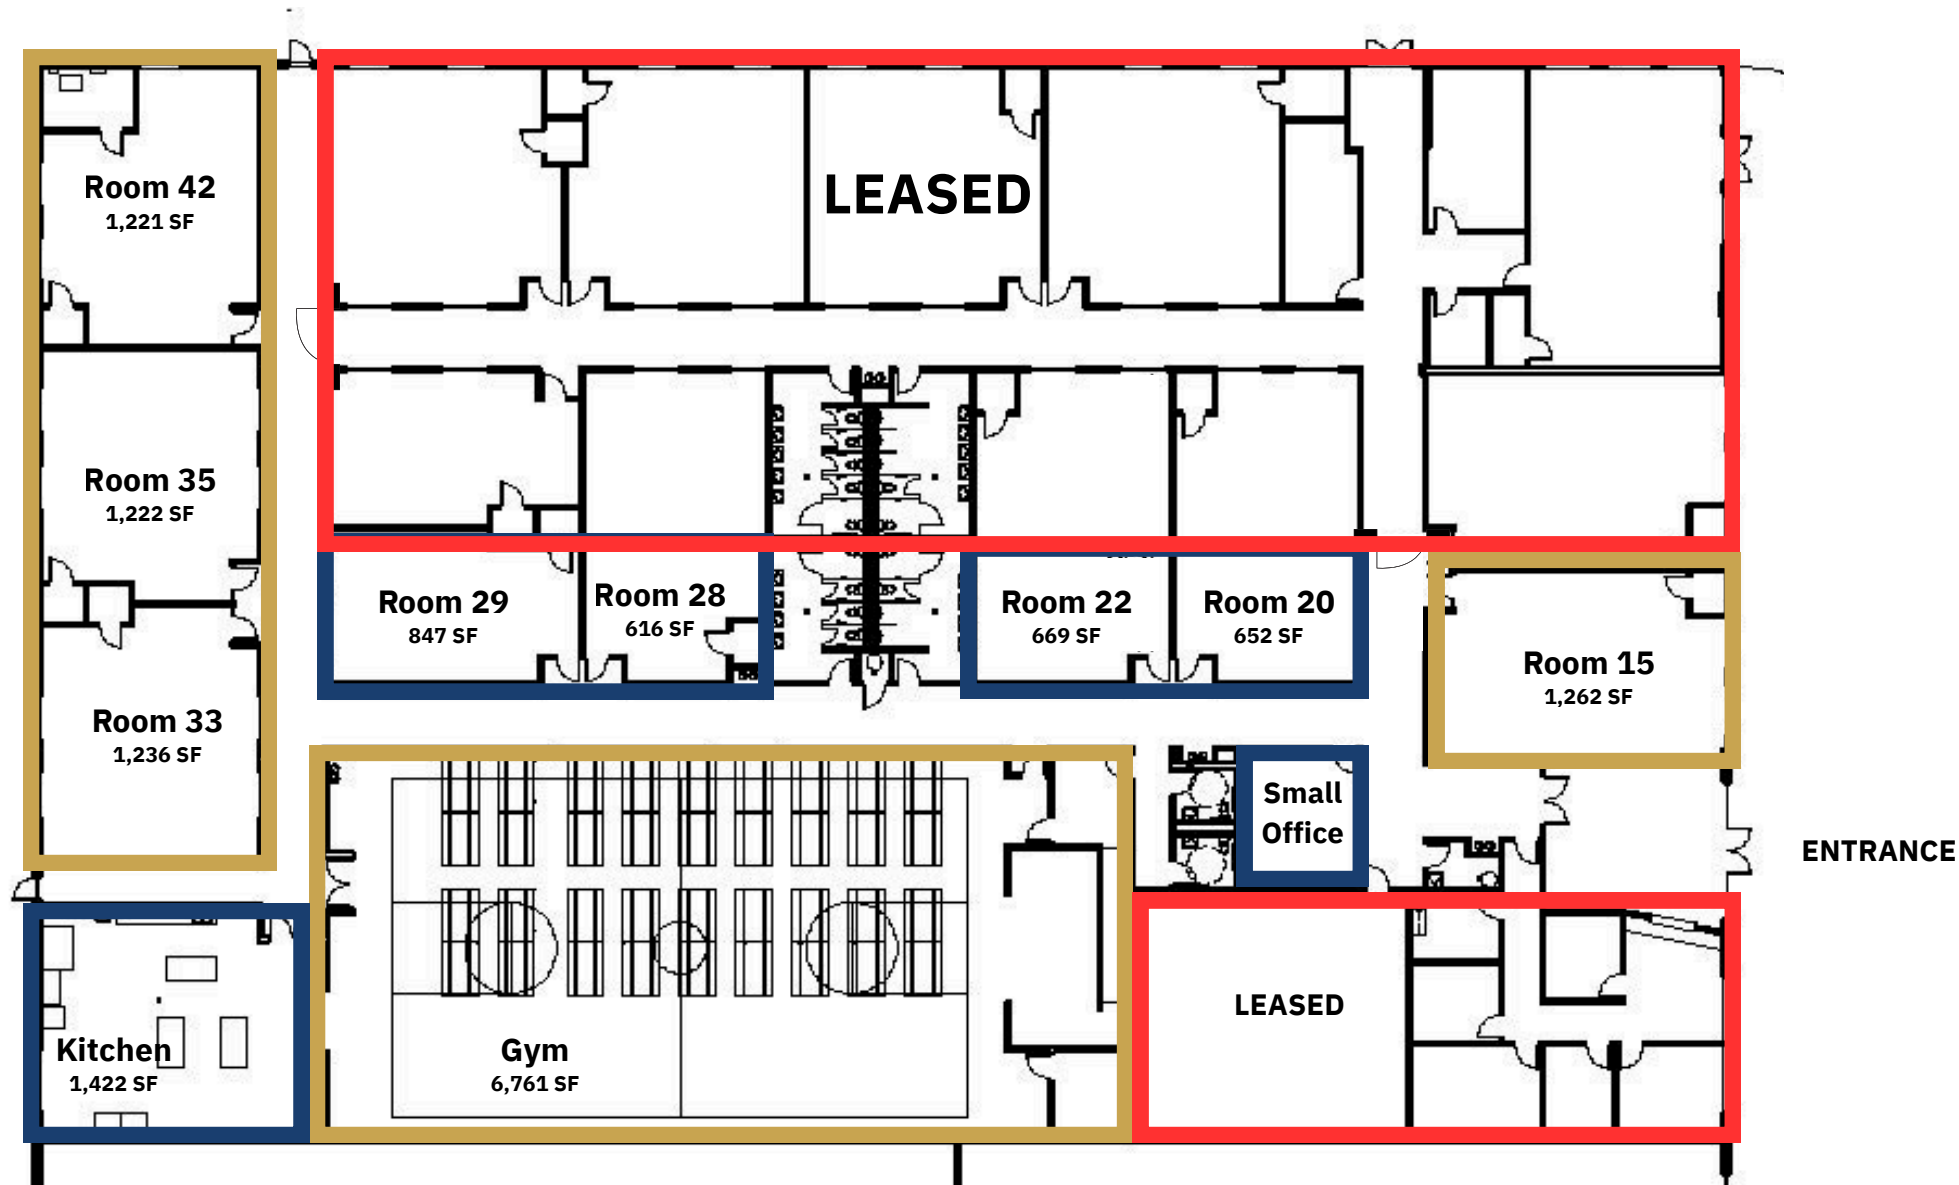 Room 42
1,221 SF
LEASED
Room 35
1,222 SF
Room 29
847 SF
Room 28
616 SF
Room 22
669 SF
Room 20
652 SF
Room 15
1,262 SF
Room 33
1,236 SF
Small
Office
ENTRANCE
Kitchen
1,422 SF
Gym
6,761 SF
LEASED